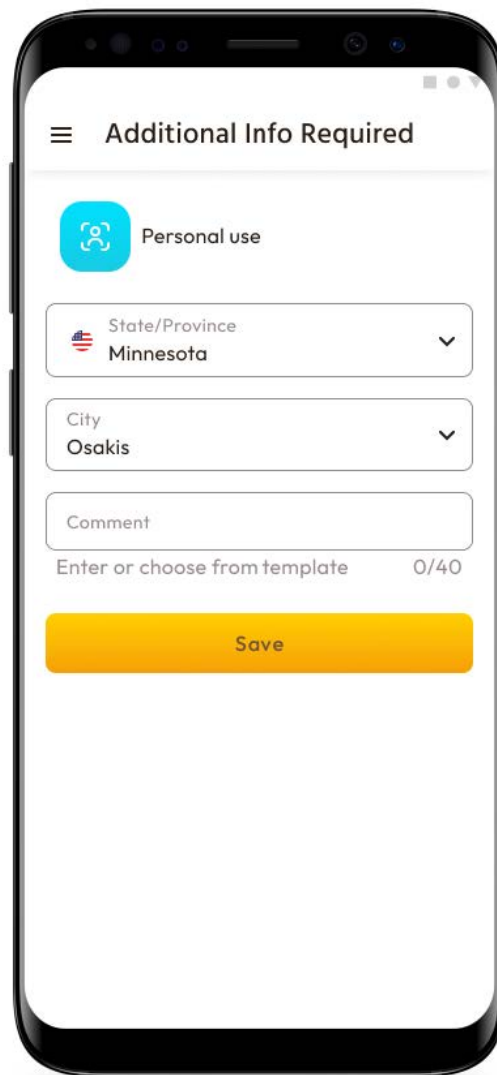 Additional Info Required
Personal use
State/Province
Minnesota
City
Osakis
Comment
Enter or choose from template 0/40
Save